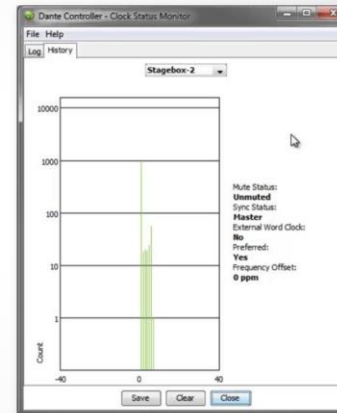 Dante Controller - Clock Status Monitor
File Help
Log History
Stagebox-2
10000
1000
100
10
1
Count
-40 0 40
Mute Status:
Unmuted
Sync Status:
Master
External Word Clock:
No
Preferred:
Yes
Frequency Offset:
0 ppm
Save Clear Close